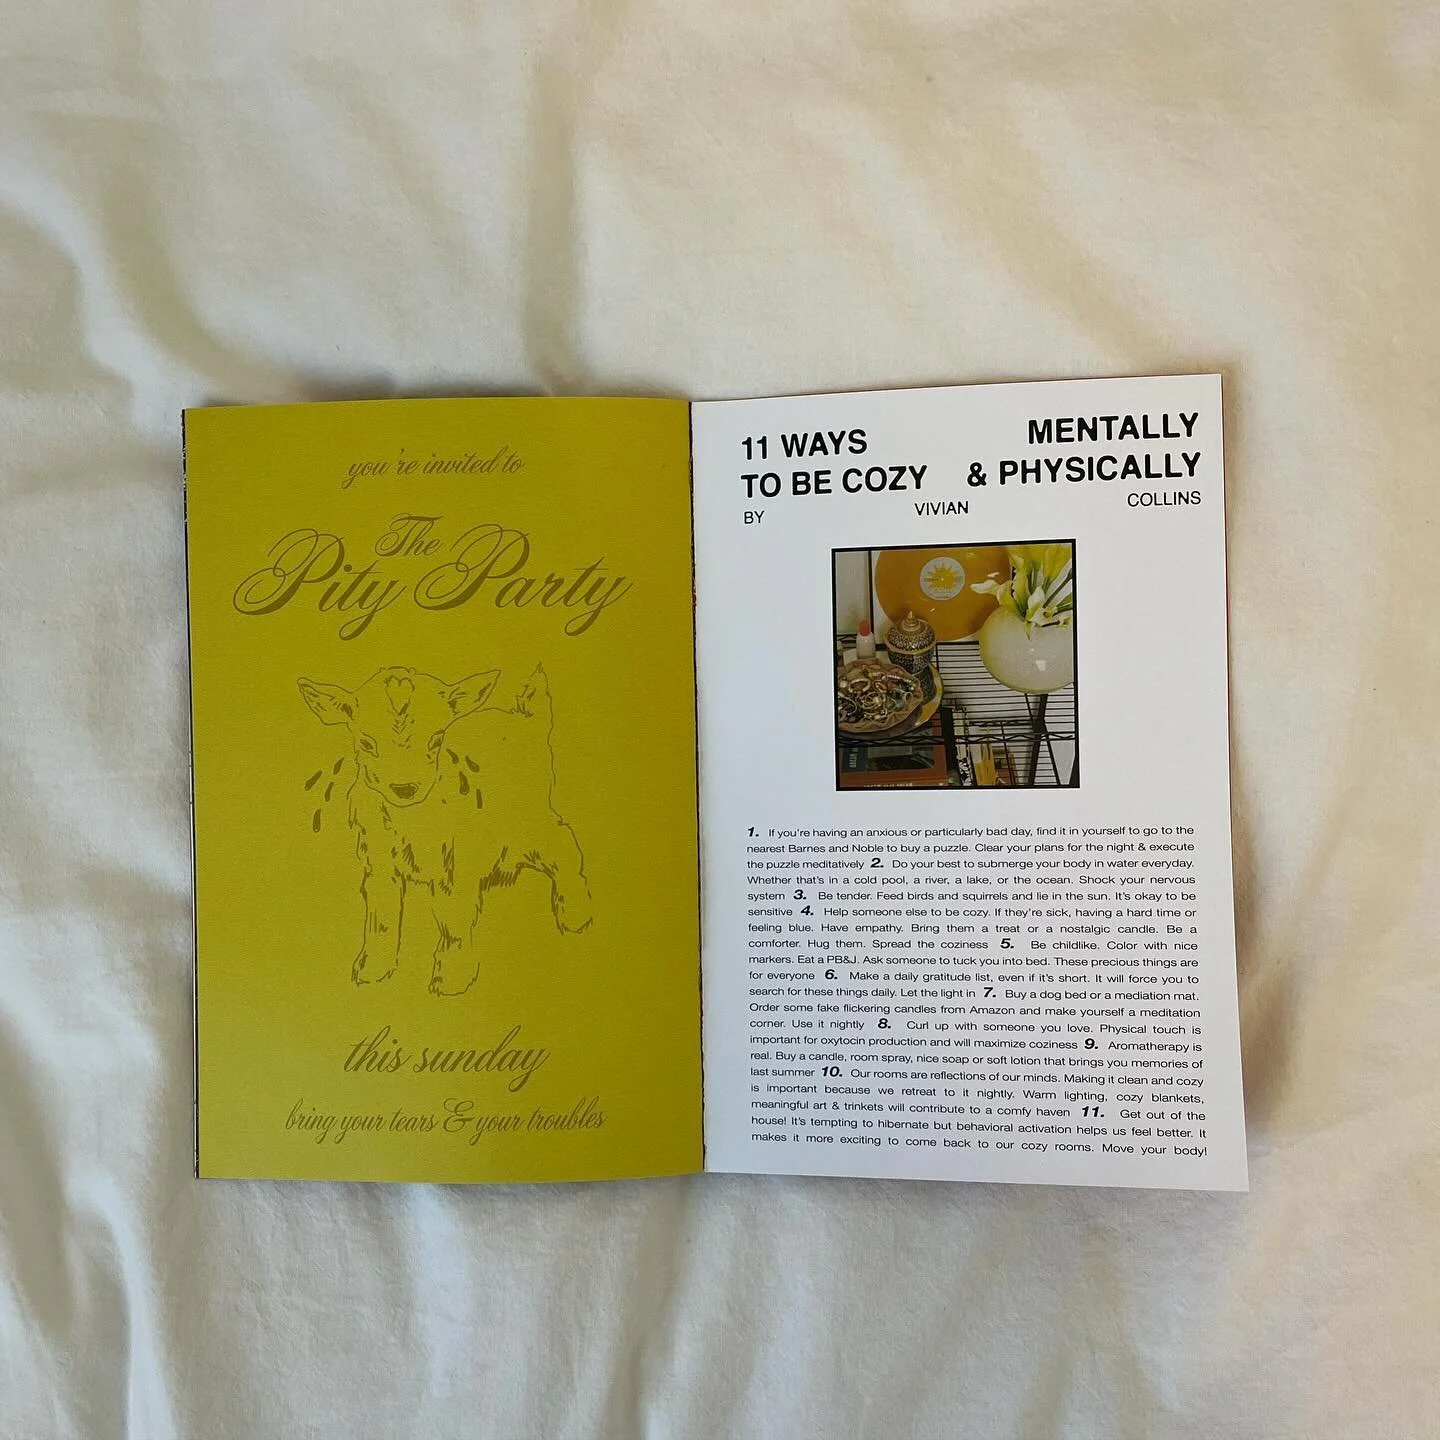 you're invited to
The
Pity Party
this sunday
bring your tears & your troubles
11 WAYS MENTALLY
TO BE COZY & PHYSICALLY
BY VIVIAN COLLINS
1. If you're having an anxious or particularly bad day, find it in yourself to go to the
nearest Barnes and Noble to buy a puzzle. Clear your plans for the night & execute
the puzzle meditatively 2. Do your best to submerge your body in water everyday.
Whether that's in a cold pool, a river, a lake, or the ocean. Shock your nervous
system 3. Be tender. Feed birds and squirrels and lie in the sun. It's okay to be
sensitive 4. Help someone else to be cozy. If they're sick, having a hard time or
feeling blue. Have empathy. Bring them a treat or a nostalgic candle. Be a
comforter. Hug them. Spread the coziness 5. Be childlike. Color with nice
markers. Eat a PB&J. Ask someone to tuck you into bed. These precious things are
for everyone 6. Make a daily gratitude list, even if it's short. It will force you to
search for these things daily. Let the light in 7. Buy a dog bed or a mediation mat.
Order some fake flickering candles from Amazon and make yourself a meditation
corner. Use it nightly 8. Curl up with someone you love. Physical touch is
important for oxytocin production and will maximize coziness 9. Aromatherapy is
real. Buy a candle, room spray, nice soap or soft lotion that brings you memories of
last summer 10. Our rooms are reflections of our minds. Making it clean and cozy
is important because we retreat to it nightly. Warm lighting, cozy blankets,
meaningful art & trinkets will contribute to a comfy haven 11. Get out of the
house! It's tempting to hibernate but behavioral activation helps us feel better. It
makes it more exciting to come back to our cozy rooms. Move your body!